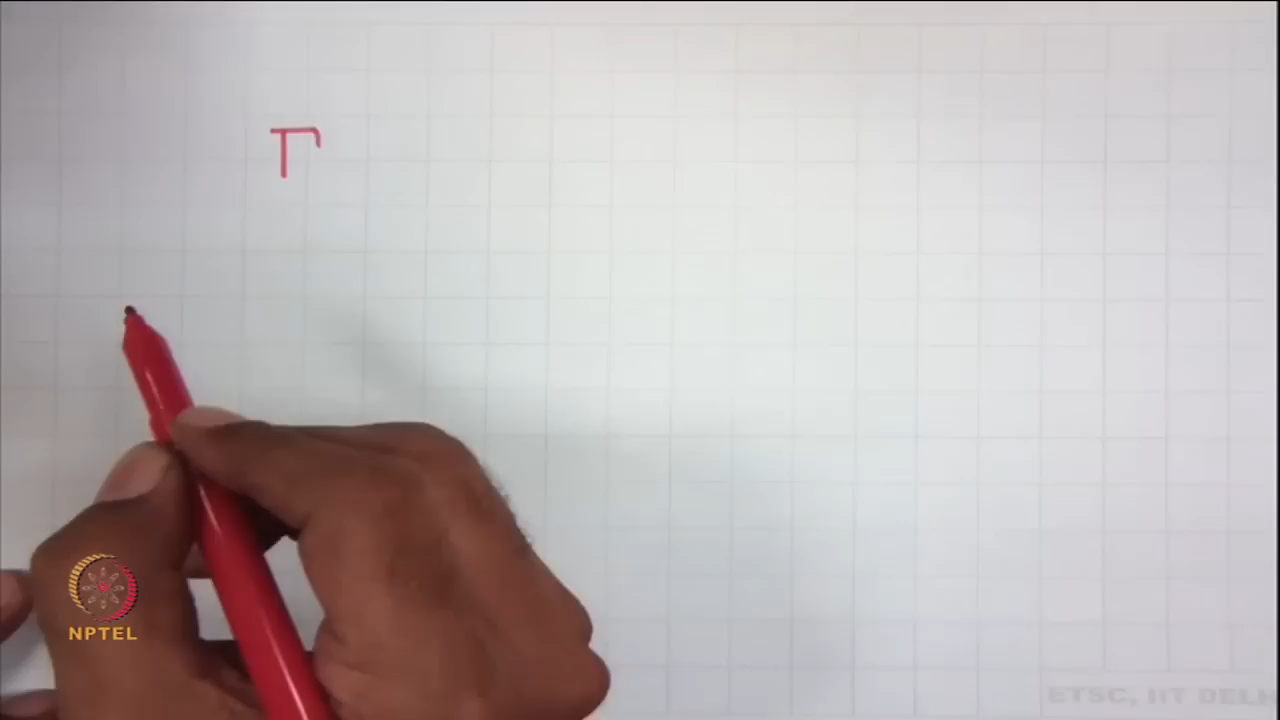 Γ
NPTEL
ETSC, IIT DELH